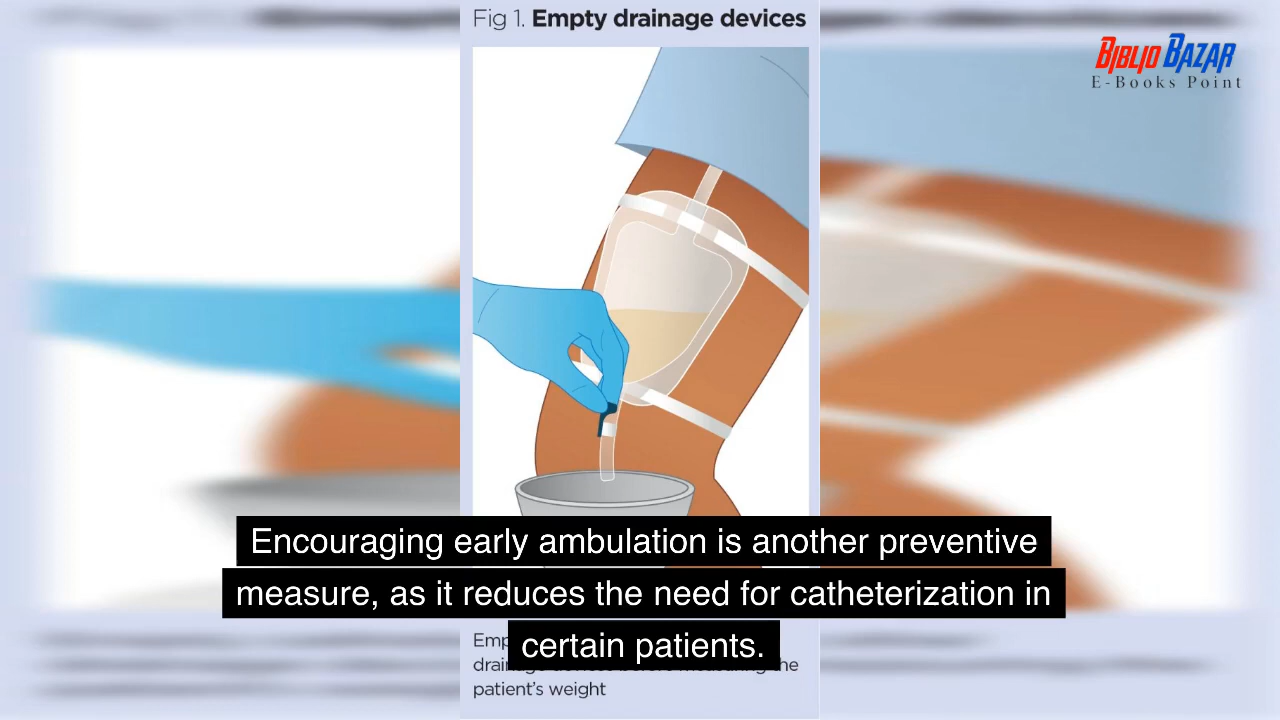 Fig 1. Empty drainage devices
BIBLIO BAZAR
E-Books Point
Encouraging early ambulation is another preventive
measure, as it reduces the need for catheterization in
certain patients.
patient's weight